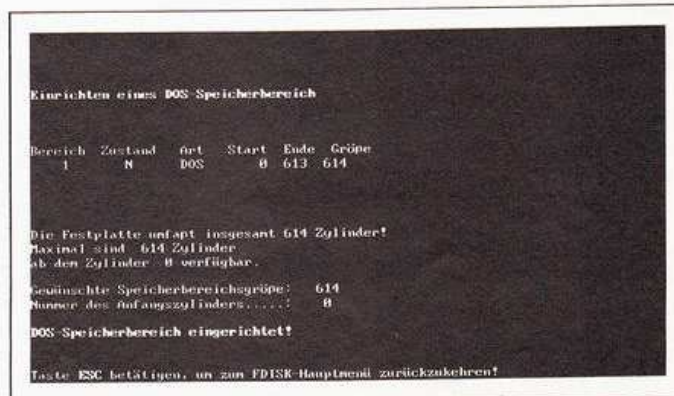 Einrichten eines DOS-Speicherbereich
Bereich Zustand Art Start Ende Gröpe
1 N DOS 0 613 614
Die Festplatte umfapt insgesamt 614 Zylinder!
Maximal sind 614 Zylinder
ab dem Zylinder 0 verfügbar.
Gewünschte Speicherbereichsgröpe: 614
Nummer des Anfangszylinders.....: 0
DOS-Speicherbereich eingerichtet!
Taste ESC betätigen, um zum FDISK-Hauptmenü zurückzukehren!